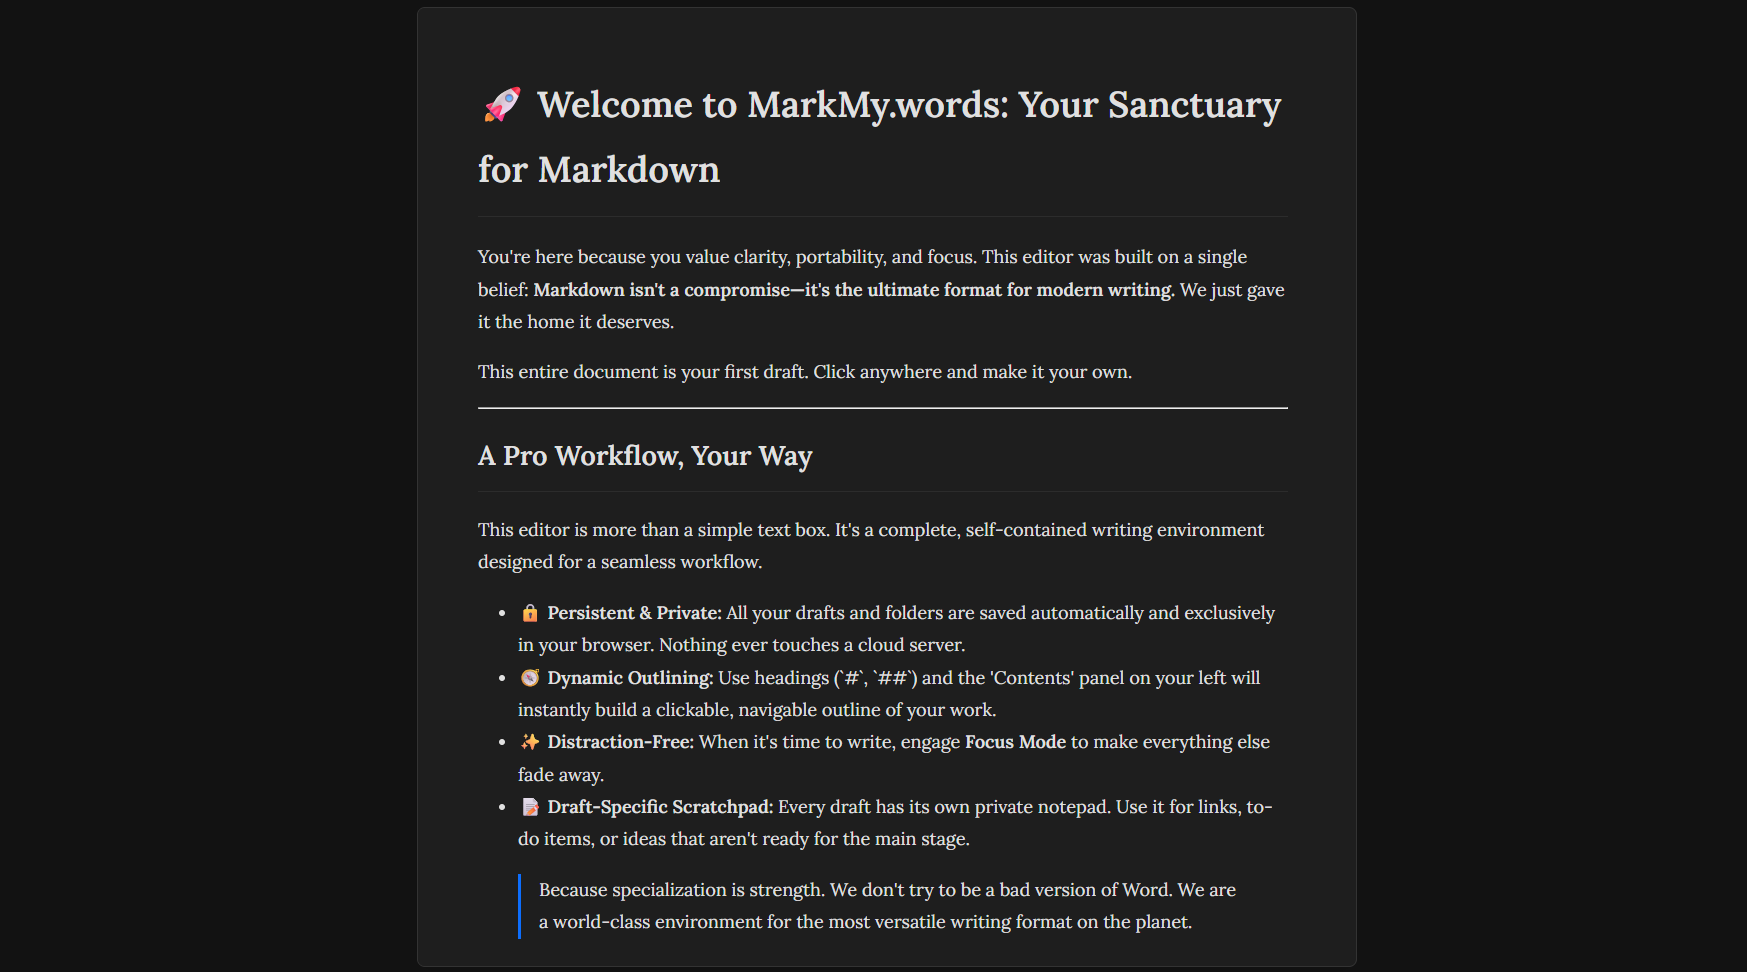 🚀 Welcome to MarkMy.words: Your Sanctuary
for Markdown
You're here because you value clarity, portability, and focus. This editor was built on a single
belief: Markdown isn't a compromise—it's the ultimate format for modern writing. We just gave
it the home it deserves.
This entire document is your first draft. Click anywhere and make it your own.
A Pro Workflow, Your Way
This editor is more than a simple text box. It's a complete, self-contained writing environment
designed for a seamless workflow.
• 🔒 Persistent & Private: All your drafts and folders are saved automatically and exclusively
in your browser. Nothing ever touches a cloud server.
• 🧭 Dynamic Outlining: Use headings (`#`, `##`) and the 'Contents' panel on your left will
instantly build a clickable, navigable outline of your work.
• ✨ Distraction-Free: When it's time to write, engage Focus Mode to make everything else
fade away.
• 📝 Draft-Specific Scratchpad: Every draft has its own private notepad. Use it for links, to-
do items, or ideas that aren't ready for the main stage.
Because specialization is strength. We don't try to be a bad version of Word. We are
a world-class environment for the most versatile writing format on the planet.